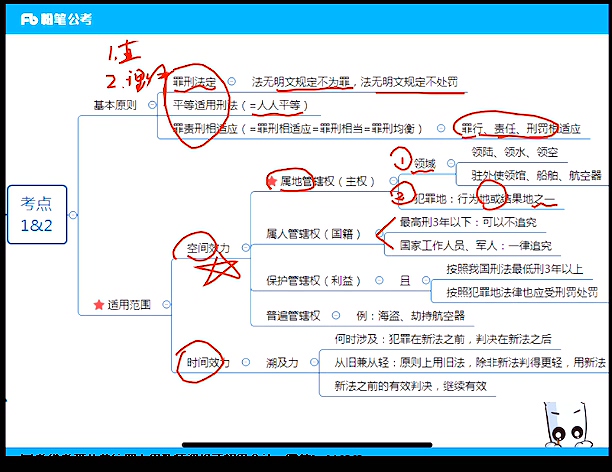 Fb 粉笔公考
1.直
2.
罪刑法定
法无明文规定不为罪，法无明文规定不处罚
基本原则
平等适用刑法（=人人平等）
罪责刑相适应（=罪刑相适应=罪刑相当=罪刑均衡）
罪行、责任、刑罚相适应
考点
1&2
适用范围
空间效力
属地管辖权（主权）
①
领域
领陆、领水、领空
驻外使领馆、船舶、航空器
②
犯罪地：行为地或结果地之一
属人管辖权（国籍）
最高刑3年以下：可以不追究
国家工作人员、军人：一律追究
保护管辖权（利益）
且
按照我国刑法最低刑3年以上
按照犯罪地法律也应受刑罚处罚
普遍管辖权
例：海盗、劫持航空器
时间效力
溯及力
何时涉及：犯罪在新法之前，判决在新法之后
从旧兼从轻：原则上用旧法，除非新法判得更轻，用新法
新法之前的有效判决，继续有效